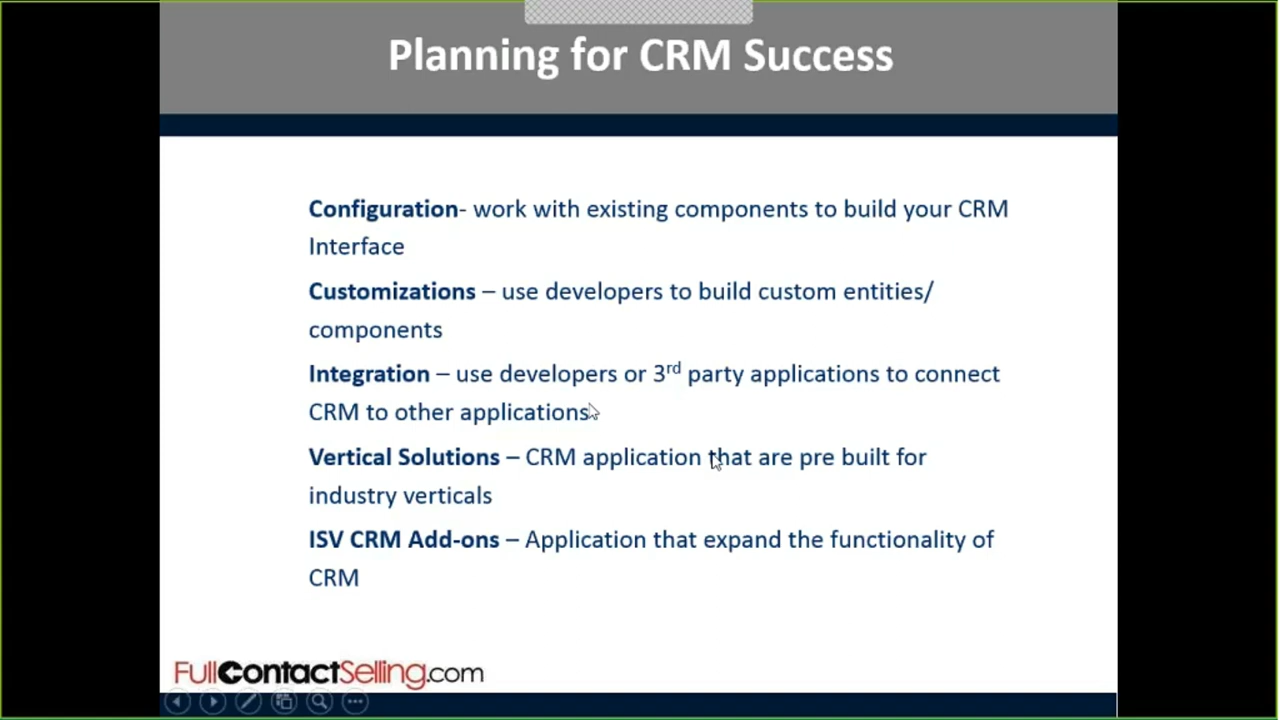 Planning for CRM Success
Configuration- work with existing components to build your CRM
Interface
Customizations – use developers to build custom entities/
components
Integration – use developers or 3rd party applications to connect
CRM to other applications
Vertical Solutions – CRM application that are pre built for
industry verticals
ISV CRM Add-ons – Application that expand the functionality of
CRM
FullContactSelling.com